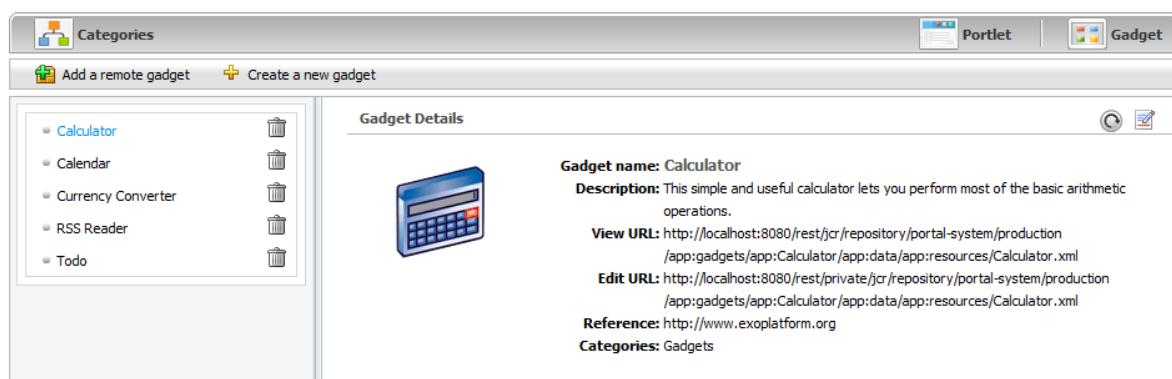 Categories
Portlet
Gadget
Add a remote gadget
Create a new gadget
Calculator
Calendar
Currency Converter
RSS Reader
Todo
Gadget Details
Gadget name: Calculator
Description: This simple and useful calculator lets you perform most of the basic arithmetic
operations.
View URL: http://localhost:8080/rest/jcr/repository/portal-system/production
/app:gadgets/app:Calculator/app:data/app:resources/Calculator.xml
Edit URL: http://localhost:8080/rest/private/jcr/repository/portal-system/production
/app:gadgets/app:Calculator/app:data/app:resources/Calculator.xml
Reference: http://www.exoplatform.org
Categories: Gadgets